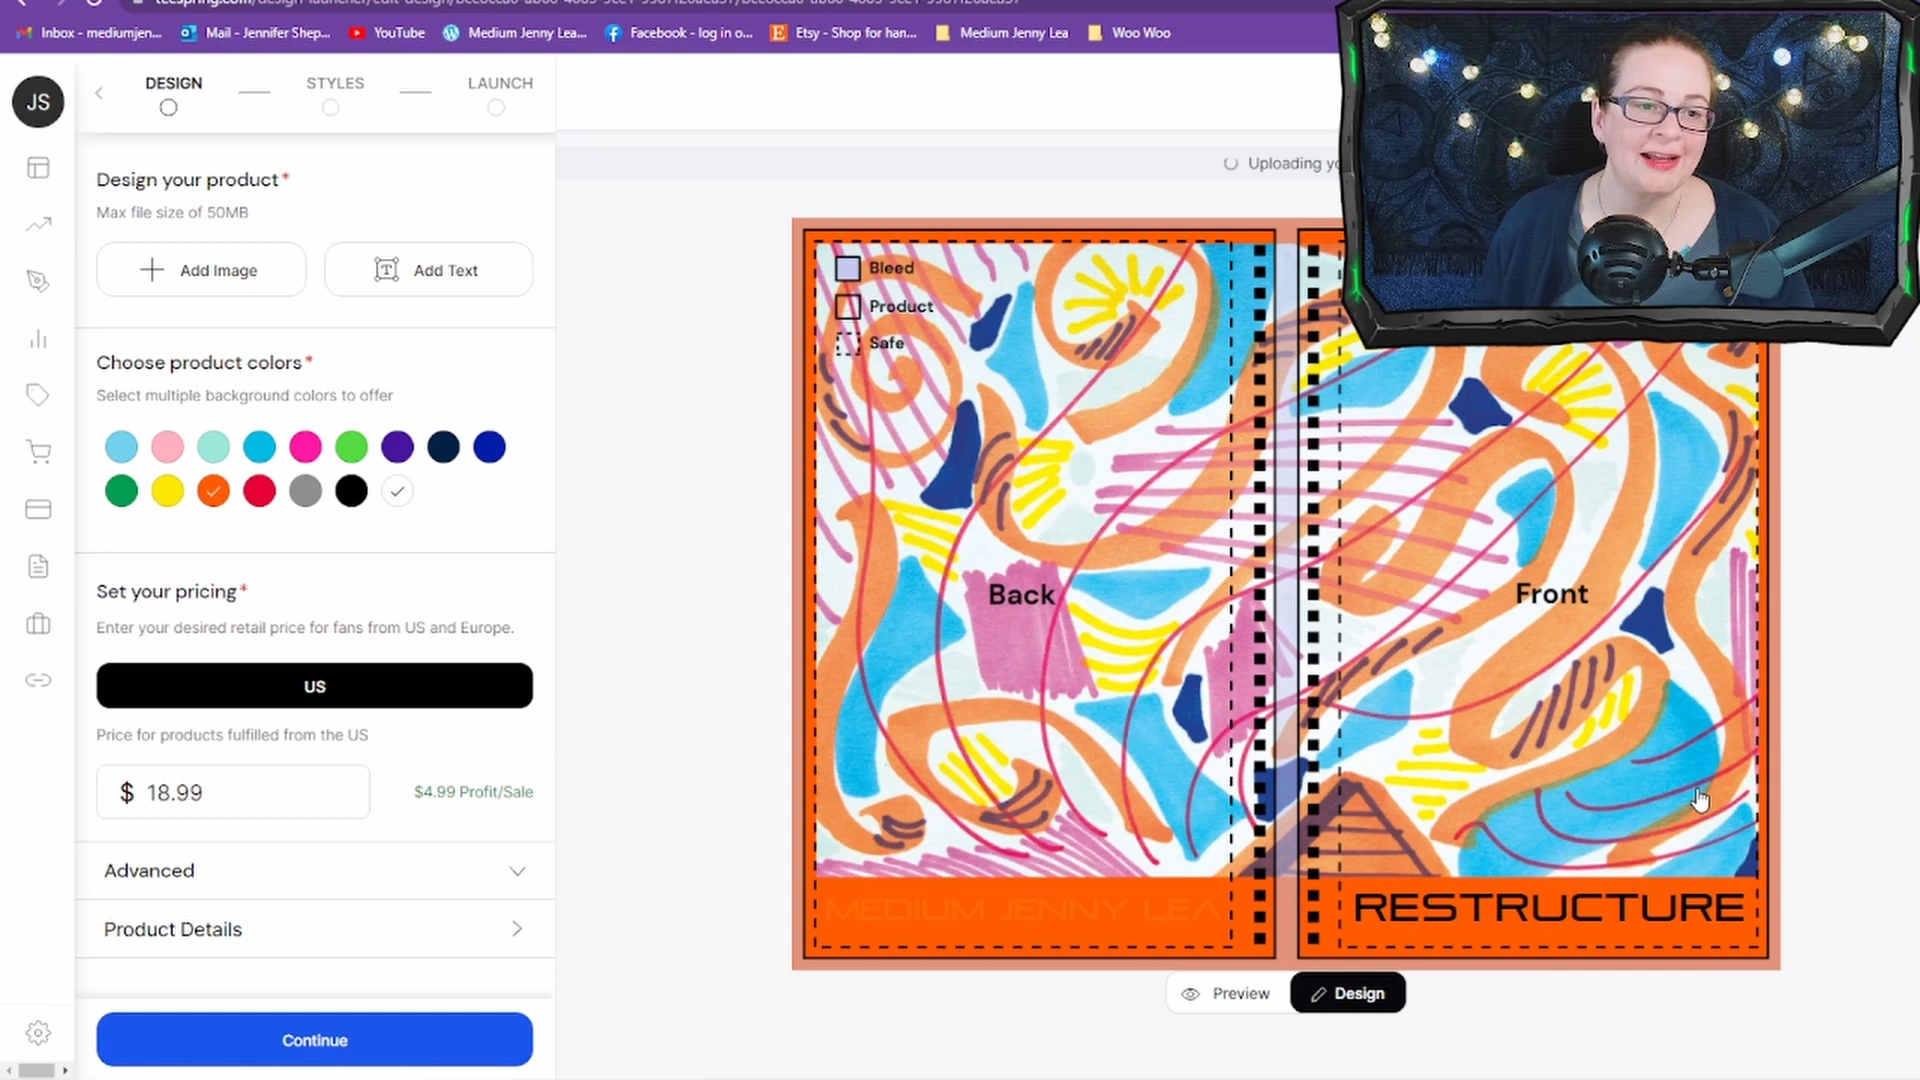 Inbox - mediumjen...
Mail - Jennifer Shep...
YouTube
Medium Jenny Lea...
Facebook - log in o...
Etsy - Shop for han...
Medium Jenny Lea
Woo Woo
JS
DESIGN
STYLES
LAUNCH
Design your product*
Max file size of 50MB
Add Image
Add Text
Choose product colors*
Select multiple background colors to offer
Set your pricing*
Enter your desired retail price for fans from US and Europe.
US
Price for products fulfilled from the US
$ 18.99
$4.99 Profit/Sale
Advanced
Product Details
Continue
Uploading yo
Bleed
Product
Safe
Back
Front
MEDIUM JENNY LEA
RESTRUCTURE
Preview
Design